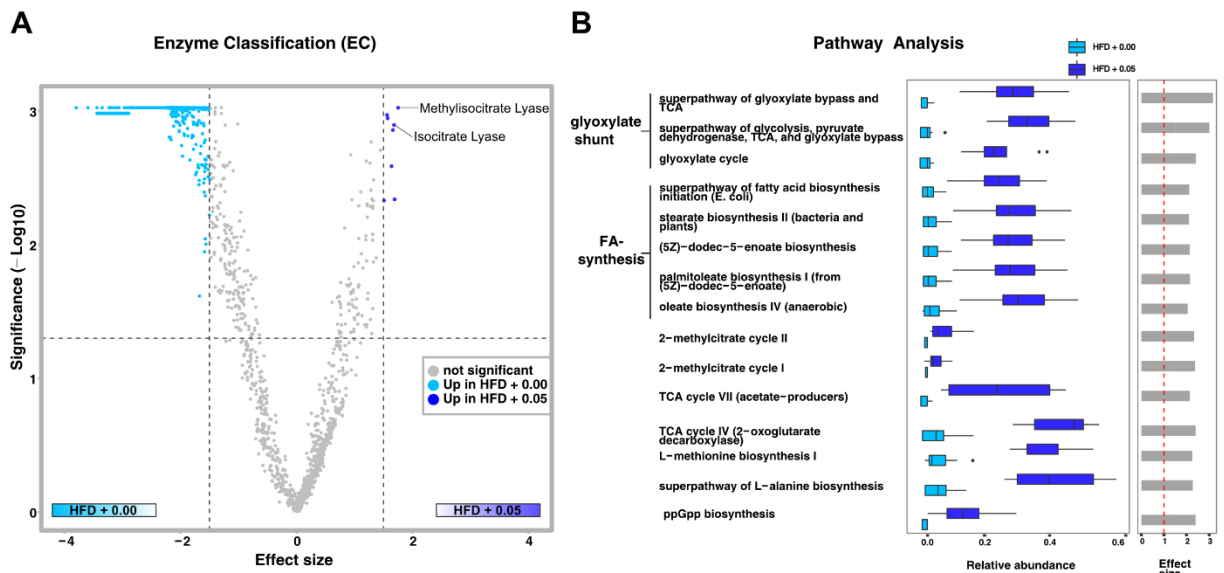 A
Enzyme Classification (EC)
Significance (− Log10)
3
2
1
0
Methylisocitrate Lyase
Isocitrate Lyase
not significant
Up in HFD + 0.00
Up in HFD + 0.05
HFD + 0.00
HFD + 0.05
−4
−2
0
2
4
Effect size
B
Pathway Analysis
HFD + 0.00
HFD + 0.05
glyoxylate
shunt
superpathway of glyoxylate bypass and
TCA
superpathway of glycolysis, pyruvate
dehydrogenase, TCA, and glyoxylate bypass
glyoxylate cycle
FA-
synthesis
superpathway of fatty acid biosynthesis
initiation (E. coli)
stearate biosynthesis II (bacteria and
plants)
(5Z)−dodec−5−enoate biosynthesis
palmitoleate biosynthesis I (from
(5Z)−dodec−5−enoate)
oleate biosynthesis IV (anaerobic)
2−methylcitrate cycle II
2−methylcitrate cycle I
TCA cycle VII (acetate−producers)
TCA cycle IV (2−oxoglutarate
decarboxylase)
L−methionine biosynthesis I
superpathway of L−alanine biosynthesis
ppGpp biosynthesis
0.0
0.2
0.4
0.6
Relative abundance
0
1
2
3
Effect